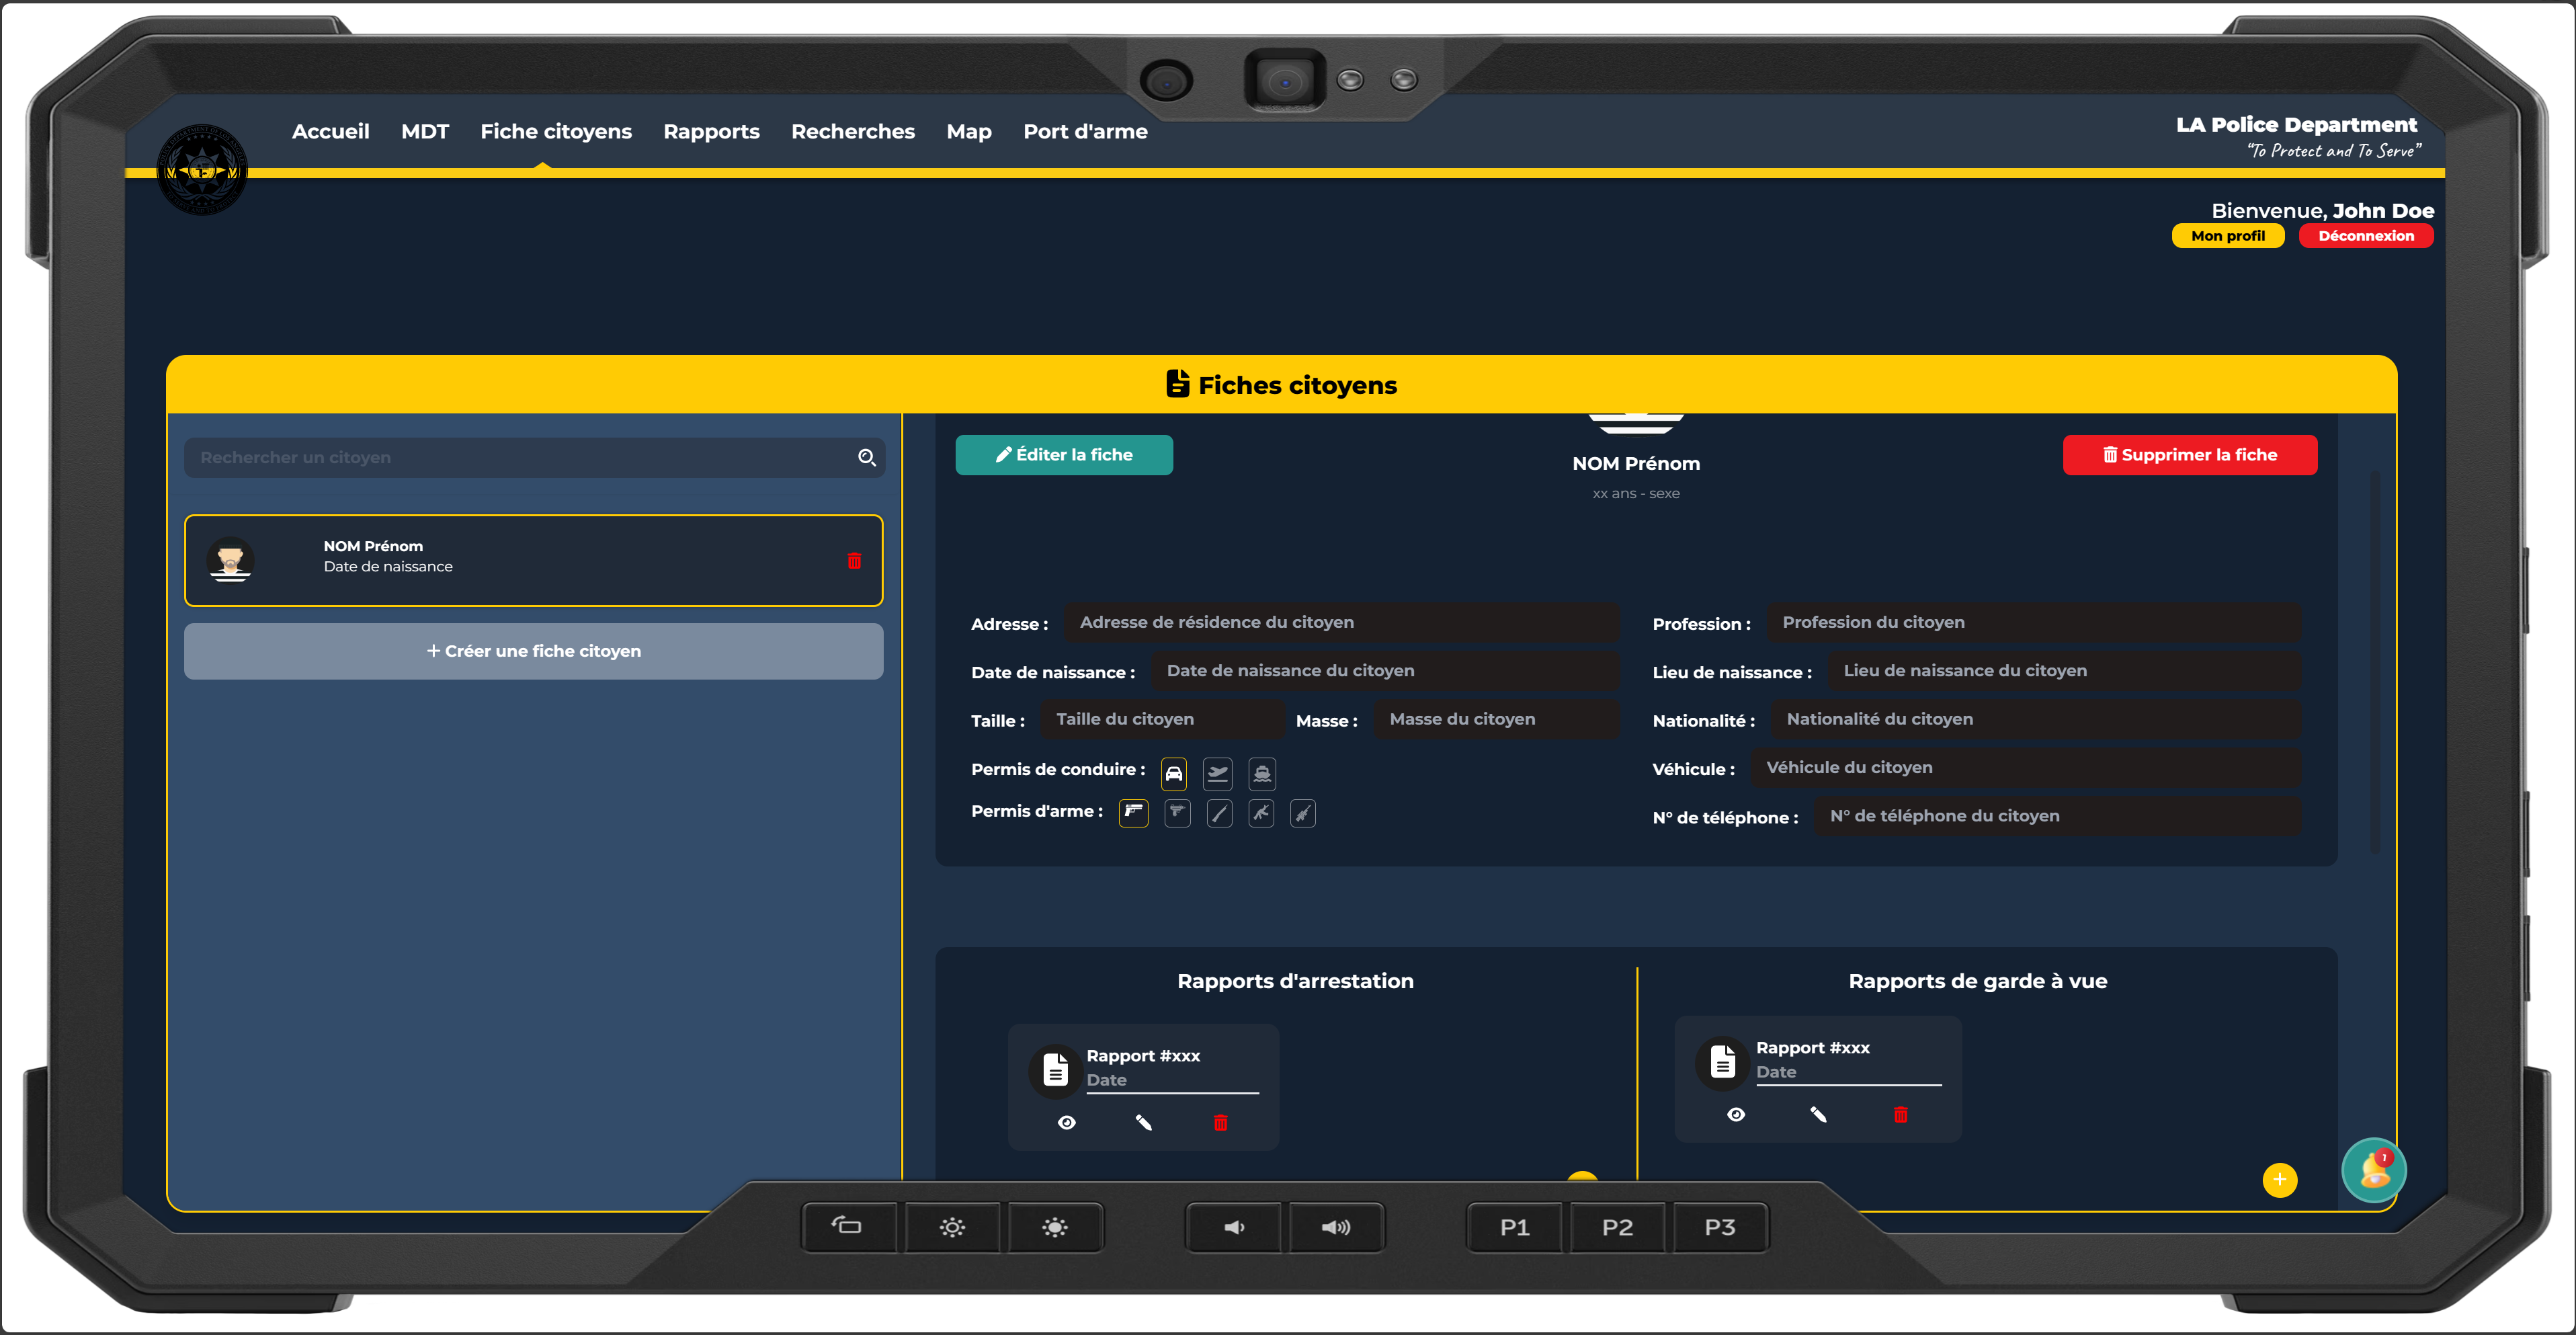 Accueil MDT Fiche citoyens Rapports Recherches Map Port d'arme
LA Police Department
“To Protect and To Serve”
Bienvenue, John Doe
Mon profil Déconnexion
Fiches citoyens
Rechercher un citoyen
NOM Prénom
Date de naissance
+ Créer une fiche citoyen
Éditer la fiche
NOM Prénom
xx ans - sexe
Supprimer la fiche
Adresse : Adresse de résidence du citoyen
Date de naissance : Date de naissance du citoyen
Taille : Taille du citoyen Masse : Masse du citoyen
Permis de conduire :
Permis d'arme :
Profession : Profession du citoyen
Lieu de naissance : Lieu de naissance du citoyen
Nationalité : Nationalité du citoyen
Véhicule : Véhicule du citoyen
N° de téléphone : N° de téléphone du citoyen
Rapports d'arrestation
Rapport #xxx
Date
Rapports de garde à vue
Rapport #xxx
Date
+
1
P1 P2 P3